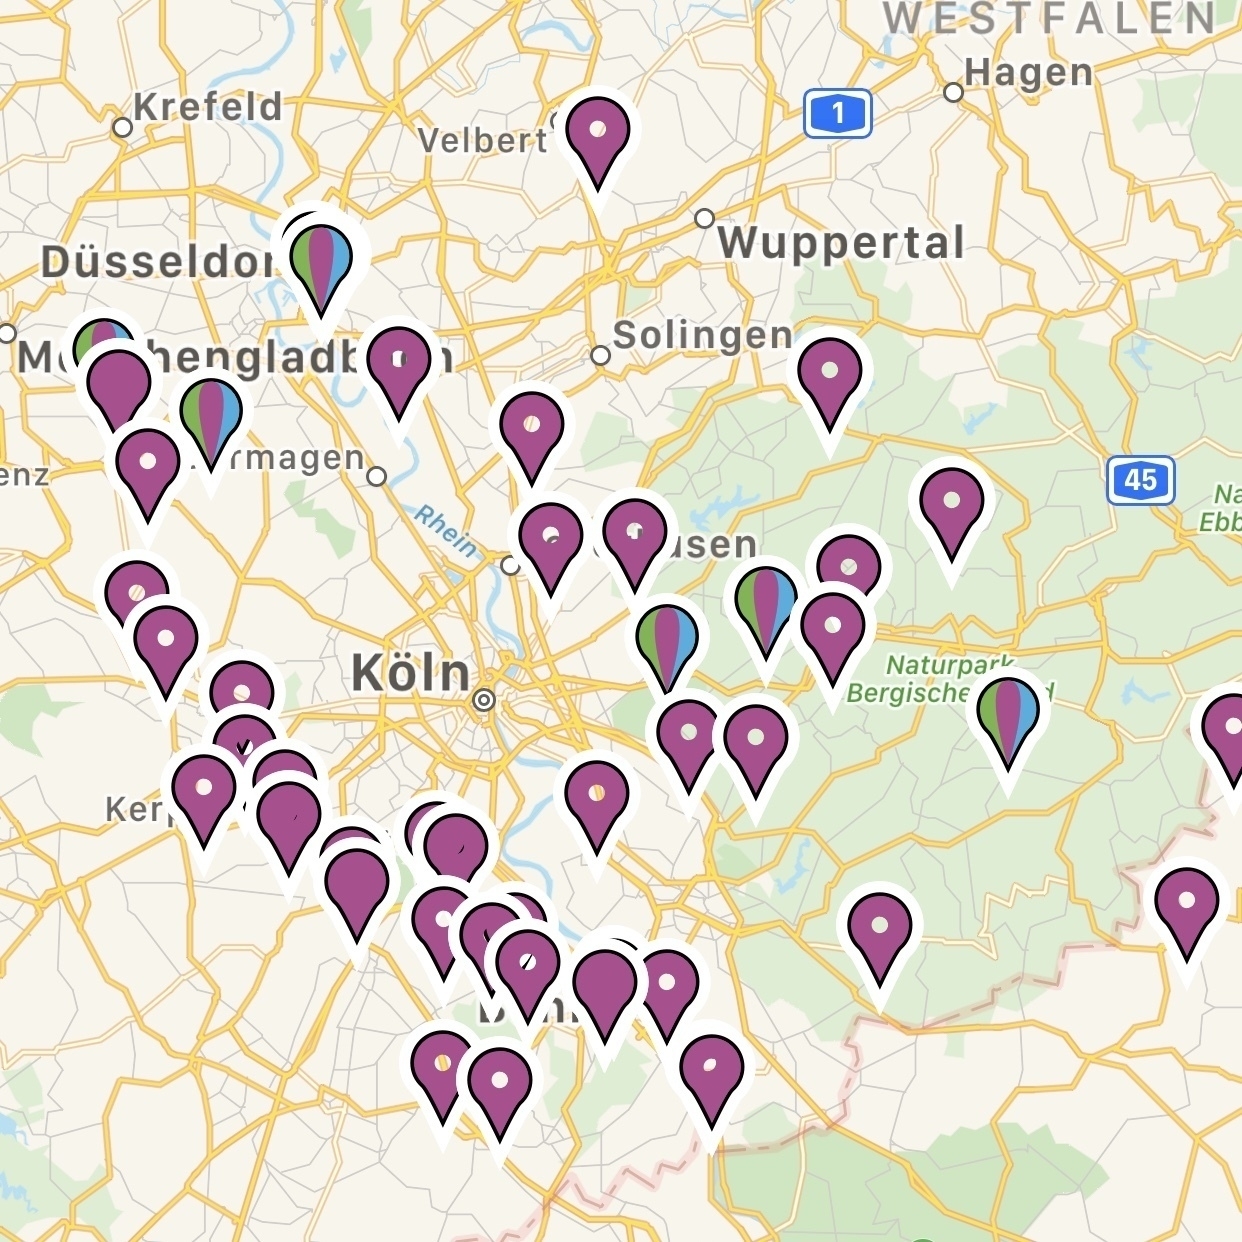 WESTFALEN
Hagen
Krefeld
1
Velbert
Wuppertal
Düsseldor
Solingen
M
hengladb
n
rmagen
enz
45
Na
Ebb
Rhein
usen
Köln
Naturpark
Bergische
d
Ker
B
n